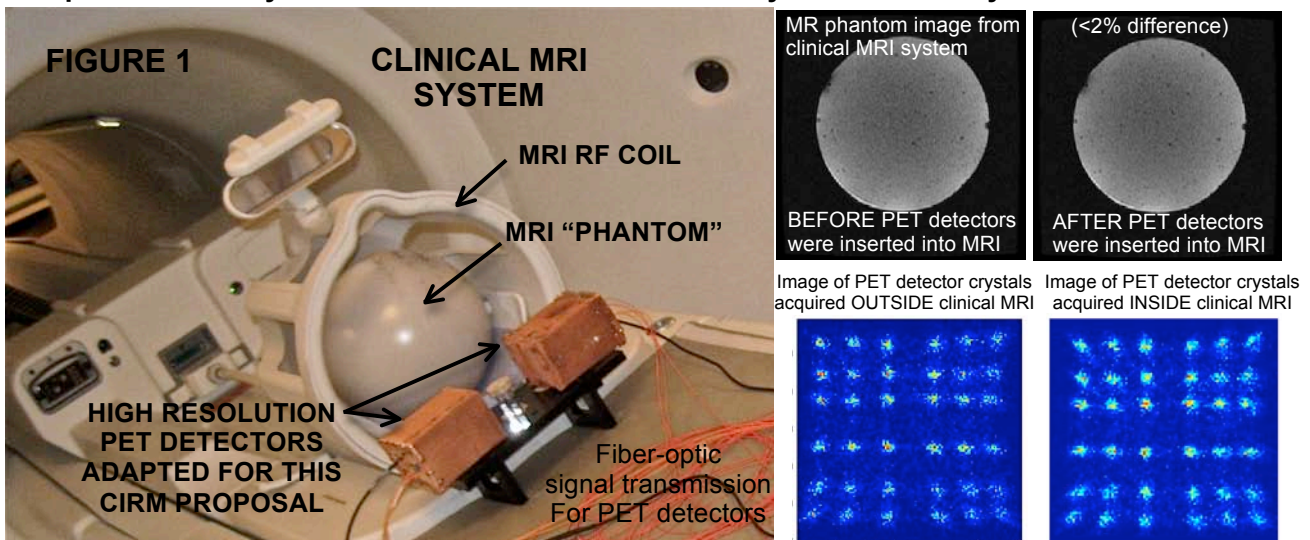 FIGURE 1
CLINICAL MRI
SYSTEM
MRI RF COIL
MRI “PHANTOM”
HIGH RESOLUTION
PET DETECTORS
ADAPTED FOR THIS
CIRM PROPOSAL
Fiber-optic
signal transmission
For PET detectors
MR phantom image from
clinical MRI system
BEFORE PET detectors
were inserted into MRI
(<2% difference)
AFTER PET detectors
were inserted into MRI
Image of PET detector crystals
acquired OUTSIDE clinical MRI
Image of PET detector crystals
acquired INSIDE clinical MRI